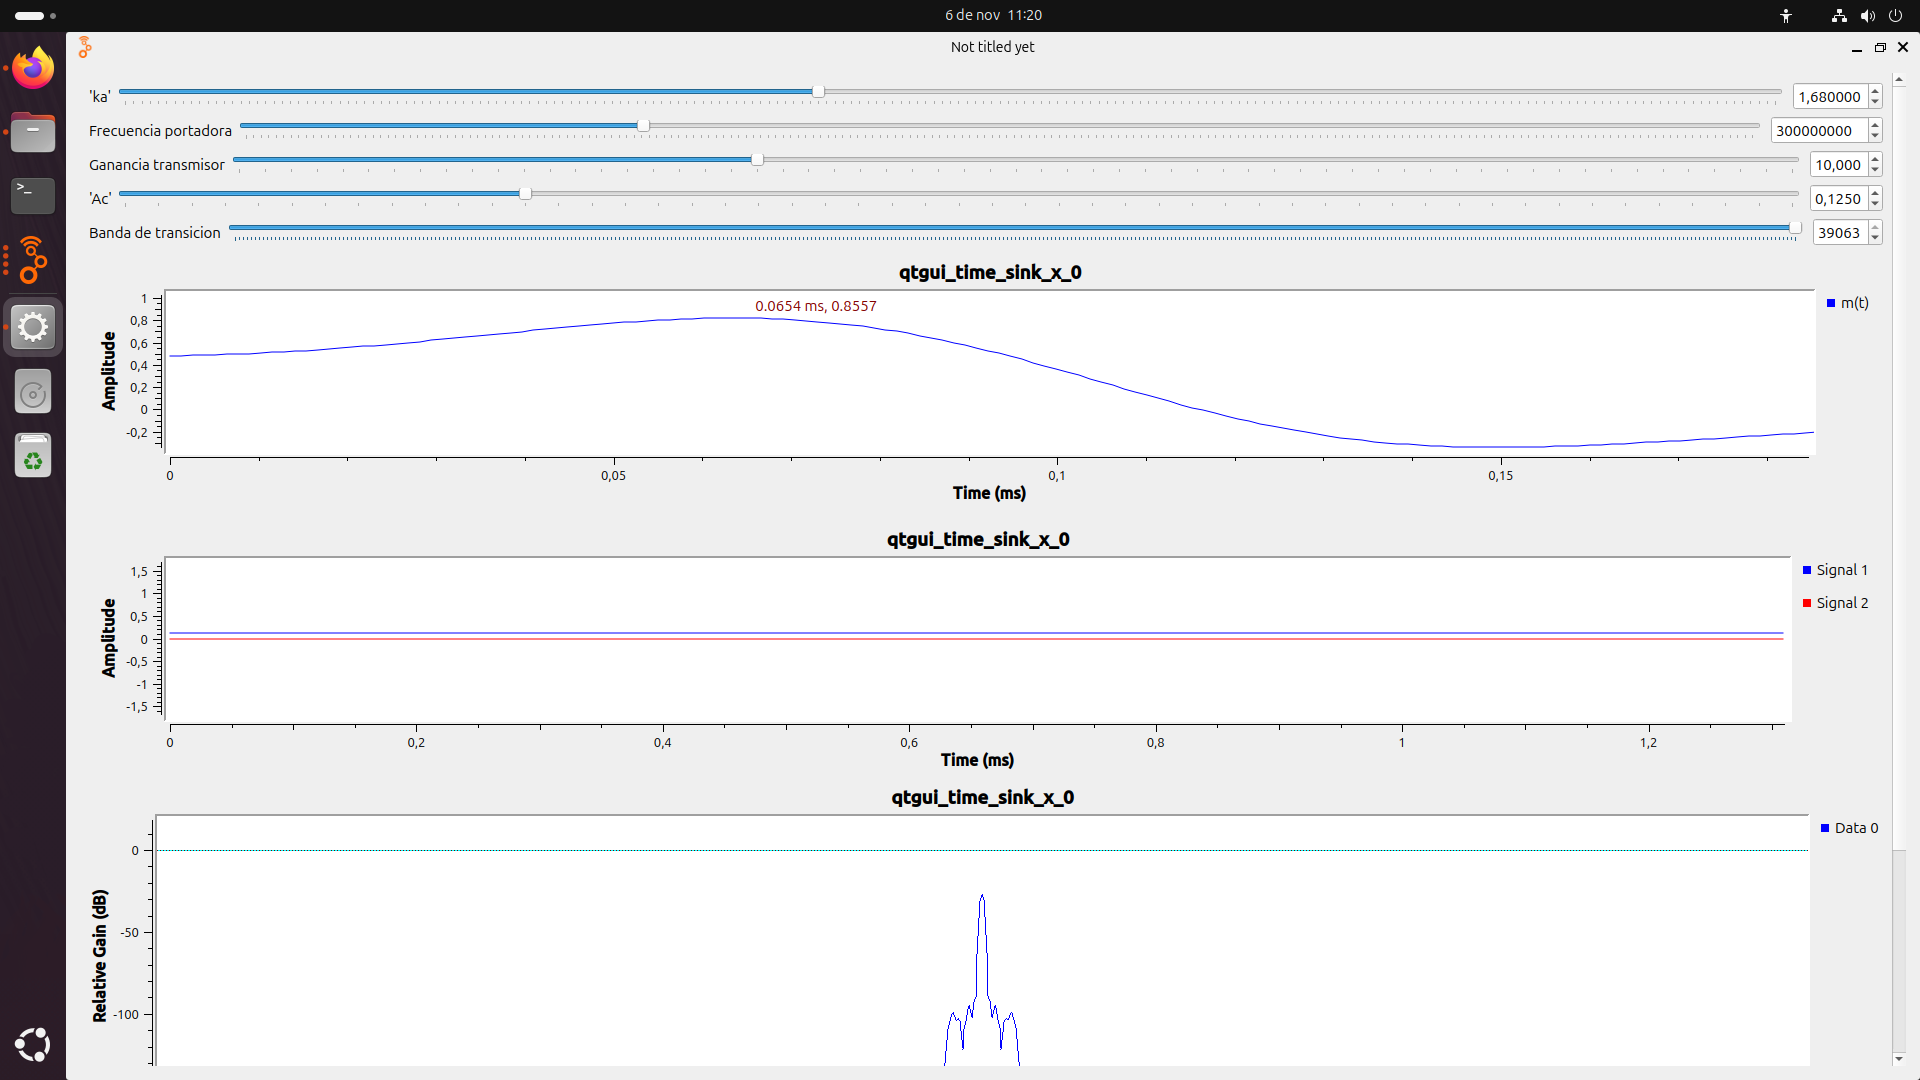 6 de nov 11:20
Not titled yet
'ka'
1,680000
Frecuencia portadora
300000000
Ganancia transmisor
10,000
'Ac'
0,1250
Banda de transicion
39063
qtgui_time_sink_x_0
0.0654 ms, 0.8557
m(t)
1
0,8
0,6
0,4
0,2
0
-0,2
Amplitude
0
0,05
0,1
0,15
Time (ms)
qtgui_time_sink_x_0
Signal 1
Signal 2
1,5
1
0,5
0
-0,5
-1
-1,5
Amplitude
0
0,2
0,4
0,6
0,8
1
1,2
Time (ms)
qtgui_time_sink_x_0
Data 0
0
-50
-100
Relative Gain (dB)
>_